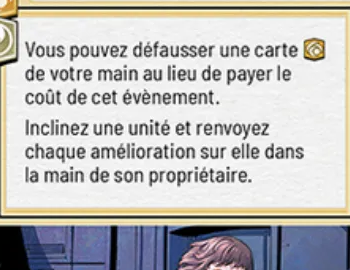 Vous pouvez défausser une carte
de votre main au lieu de payer le
coût de cet évènement.
Inclinez une unité et renvoyez
chaque amélioration sur elle dans
la main de son propriétaire.